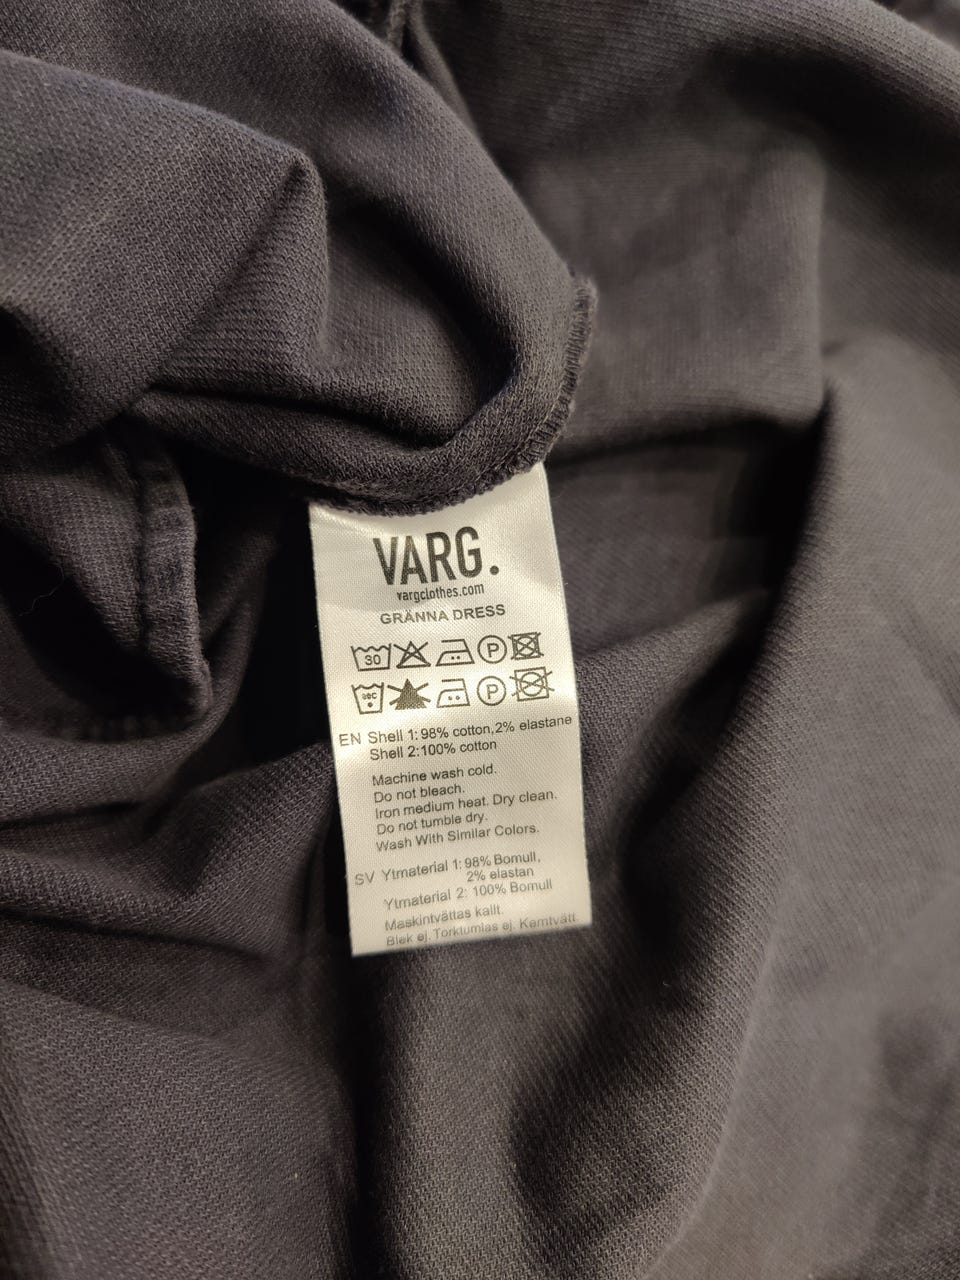 VARG.
vargclothes.com
GRÄNNA DRESS
30 P
30C P
EN Shell 1: 98% cotton, 2% elastane
Shell 2: 100% cotton
Machine wash cold.
Do not bleach.
Iron medium heat. Dry clean.
Do not tumble dry.
Wash With Similar Colors.
SV Ytmaterial 1: 98% Bomull,
2% elastan
Ytmaterial 2: 100% Bomull
Maskintvättas kallt.
Blek ej. Torktumlas ej. Kemtvätt.